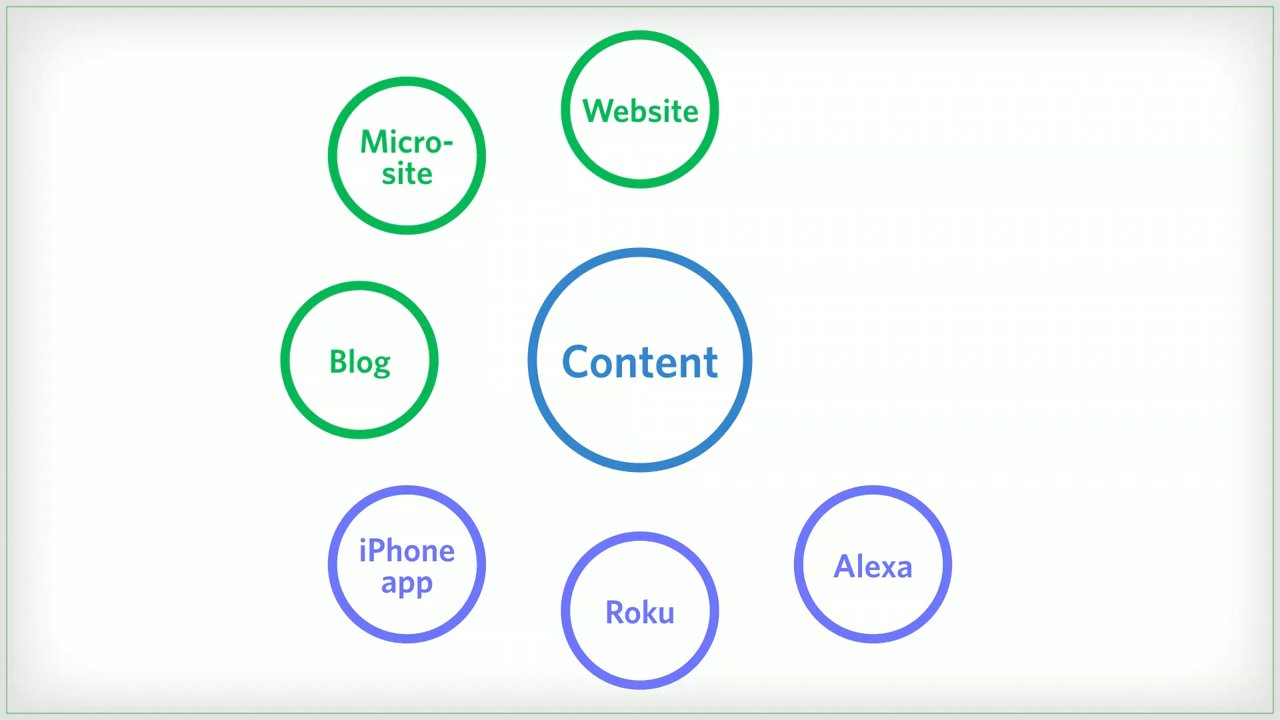 Website
Micro-
site
Blog
Content
iPhone
app
Roku
Alexa